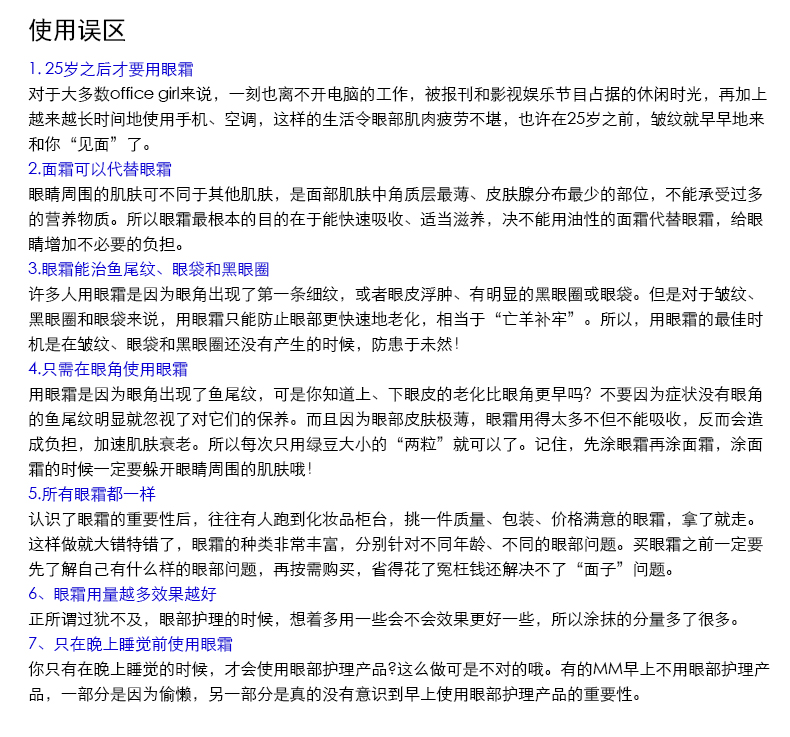 使用误区
1. 25岁之后才要用眼霜
对于大多数office girl来说，一刻也离不开电脑的工作，被报刊和影视娱乐节目占据的休闲时光，再加上
越来越长时间地使用手机、空调，这样的生活令眼部肌肉疲劳不堪，也许在25岁之前，皱纹就早早地来
和你“见面”了。
2.面霜可以代替眼霜
眼睛周围的肌肤可不同于其他肌肤，是面部肌肤中角质层最薄、皮肤腺分布最少的部位，不能承受过多
的营养物质。所以眼霜最根本的目的在于能快速吸收、适当滋养，决不能用油性的面霜代替眼霜，给眼
睛增加不必要的负担。
3.眼霜能治鱼尾纹、眼袋和黑眼圈
许多人用眼霜是因为眼角出现了第一条细纹，或者眼皮浮肿、有明显的黑眼圈或眼袋。但是对于皱纹、
黑眼圈和眼袋来说，用眼霜只能防止眼部更快速地老化，相当于“亡羊补牢”。所以，用眼霜的最佳时
机是在皱纹、眼袋和黑眼圈还没有产生的时候，防患于未然！
4.只需在眼角使用眼霜
用眼霜是因为眼角出现了鱼尾纹，可是你知道上、下眼皮的老化比眼角更早吗？不要因为症状没有眼角
的鱼尾纹明显就忽视了对它们的保养。而且因为眼部皮肤极薄，眼霜用得太多不但不能吸收，反而会造
成负担，加速肌肤衰老。所以每次只用绿豆大小的“两粒”就可以了。记住，先涂眼霜再涂面霜，涂面
霜的时候一定要躲开眼睛周围的肌肤哦！
5.所有眼霜都一样
认识了眼霜的重要性后，往往有人跑到化妆品柜台，挑一件质量、包装、价格满意的眼霜，拿了就走。
这样做就大错特错了，眼霜的种类非常丰富，分别针对不同年龄、不同的眼部问题。买眼霜之前一定要
先了解自己有什么样的眼部问题，再按需购买，省得花了冤枉钱还解决不了“面子”问题。
6、眼霜用量越多效果越好
正所谓过犹不及，眼部护理的时候，想着多用一些会不会效果更好一些，所以涂抹的分量多了很多。
7、只在晚上睡觉前使用眼霜
你只有在晚上睡觉的时候，才会使用眼部护理产品?这么做可是不对的哦。有的MM早上不用眼部护理产
品，一部分是因为偷懒，另一部分是真的没有意识到早上使用眼部护理产品的重要性。